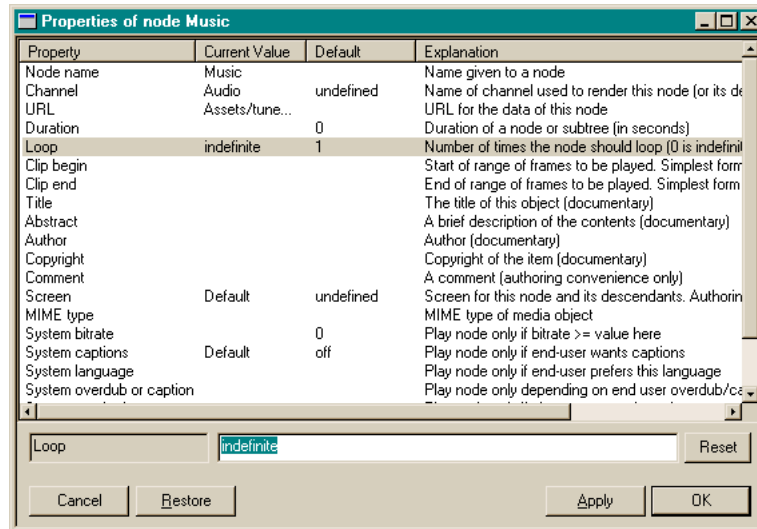 Properties of node Music
Property Current Value Default Explanation
Node name Music Name given to a node
Channel Audio undefined Name of channel used to render this node (or its de
URL Assets/tune... URL for the data of this node
Duration 0 Duration of a node or subtree (in seconds)
Loop indefinite 1 Number of times the node should loop (0 is indefinit
Clip begin Start of range of frames to be played. Simplest form
Clip end End of range of frames to be played. Simplest form
Title The title of this object (documentary)
Abstract A brief description of the contents (documentary)
Author Author (documentary)
Copyright Copyright of the item (documentary)
Comment A comment (authoring convenience only)
Screen Default undefined Screen for this node and its descendants. Authorin
MIME type MIME type of media object
System bitrate 0 Play node only if bitrate >= value here
System captions Default off Play node only if end-user wants captions
System language Play node only if end-user prefers this language
System overdub or caption Play node only depending on end user overdub/ca
Loop indefinite Reset
Cancel Restore Apply OK